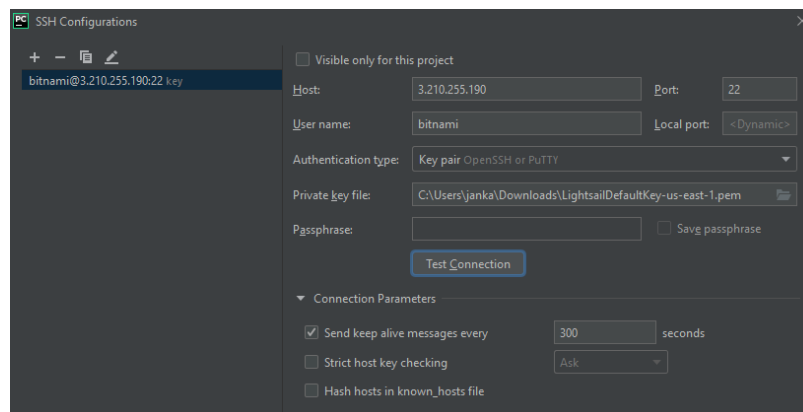 PC SSH Configurations
bitnami@3.210.255.190:22 key
Visible only for this project
Host: 3.210.255.190 Port: 22
User name: bitnami Local port: <Dynamic>
Authentication type: Key pair OpenSSH or PuTTY
Private key file: C:\Users\janka\Downloads\LightsailDefaultKey-us-east-1.pem
Passphrase: Save passphrase
Test Connection
Connection Parameters
Send keep alive messages every 300 seconds
Strict host key checking Ask
Hash hosts in known_hosts file